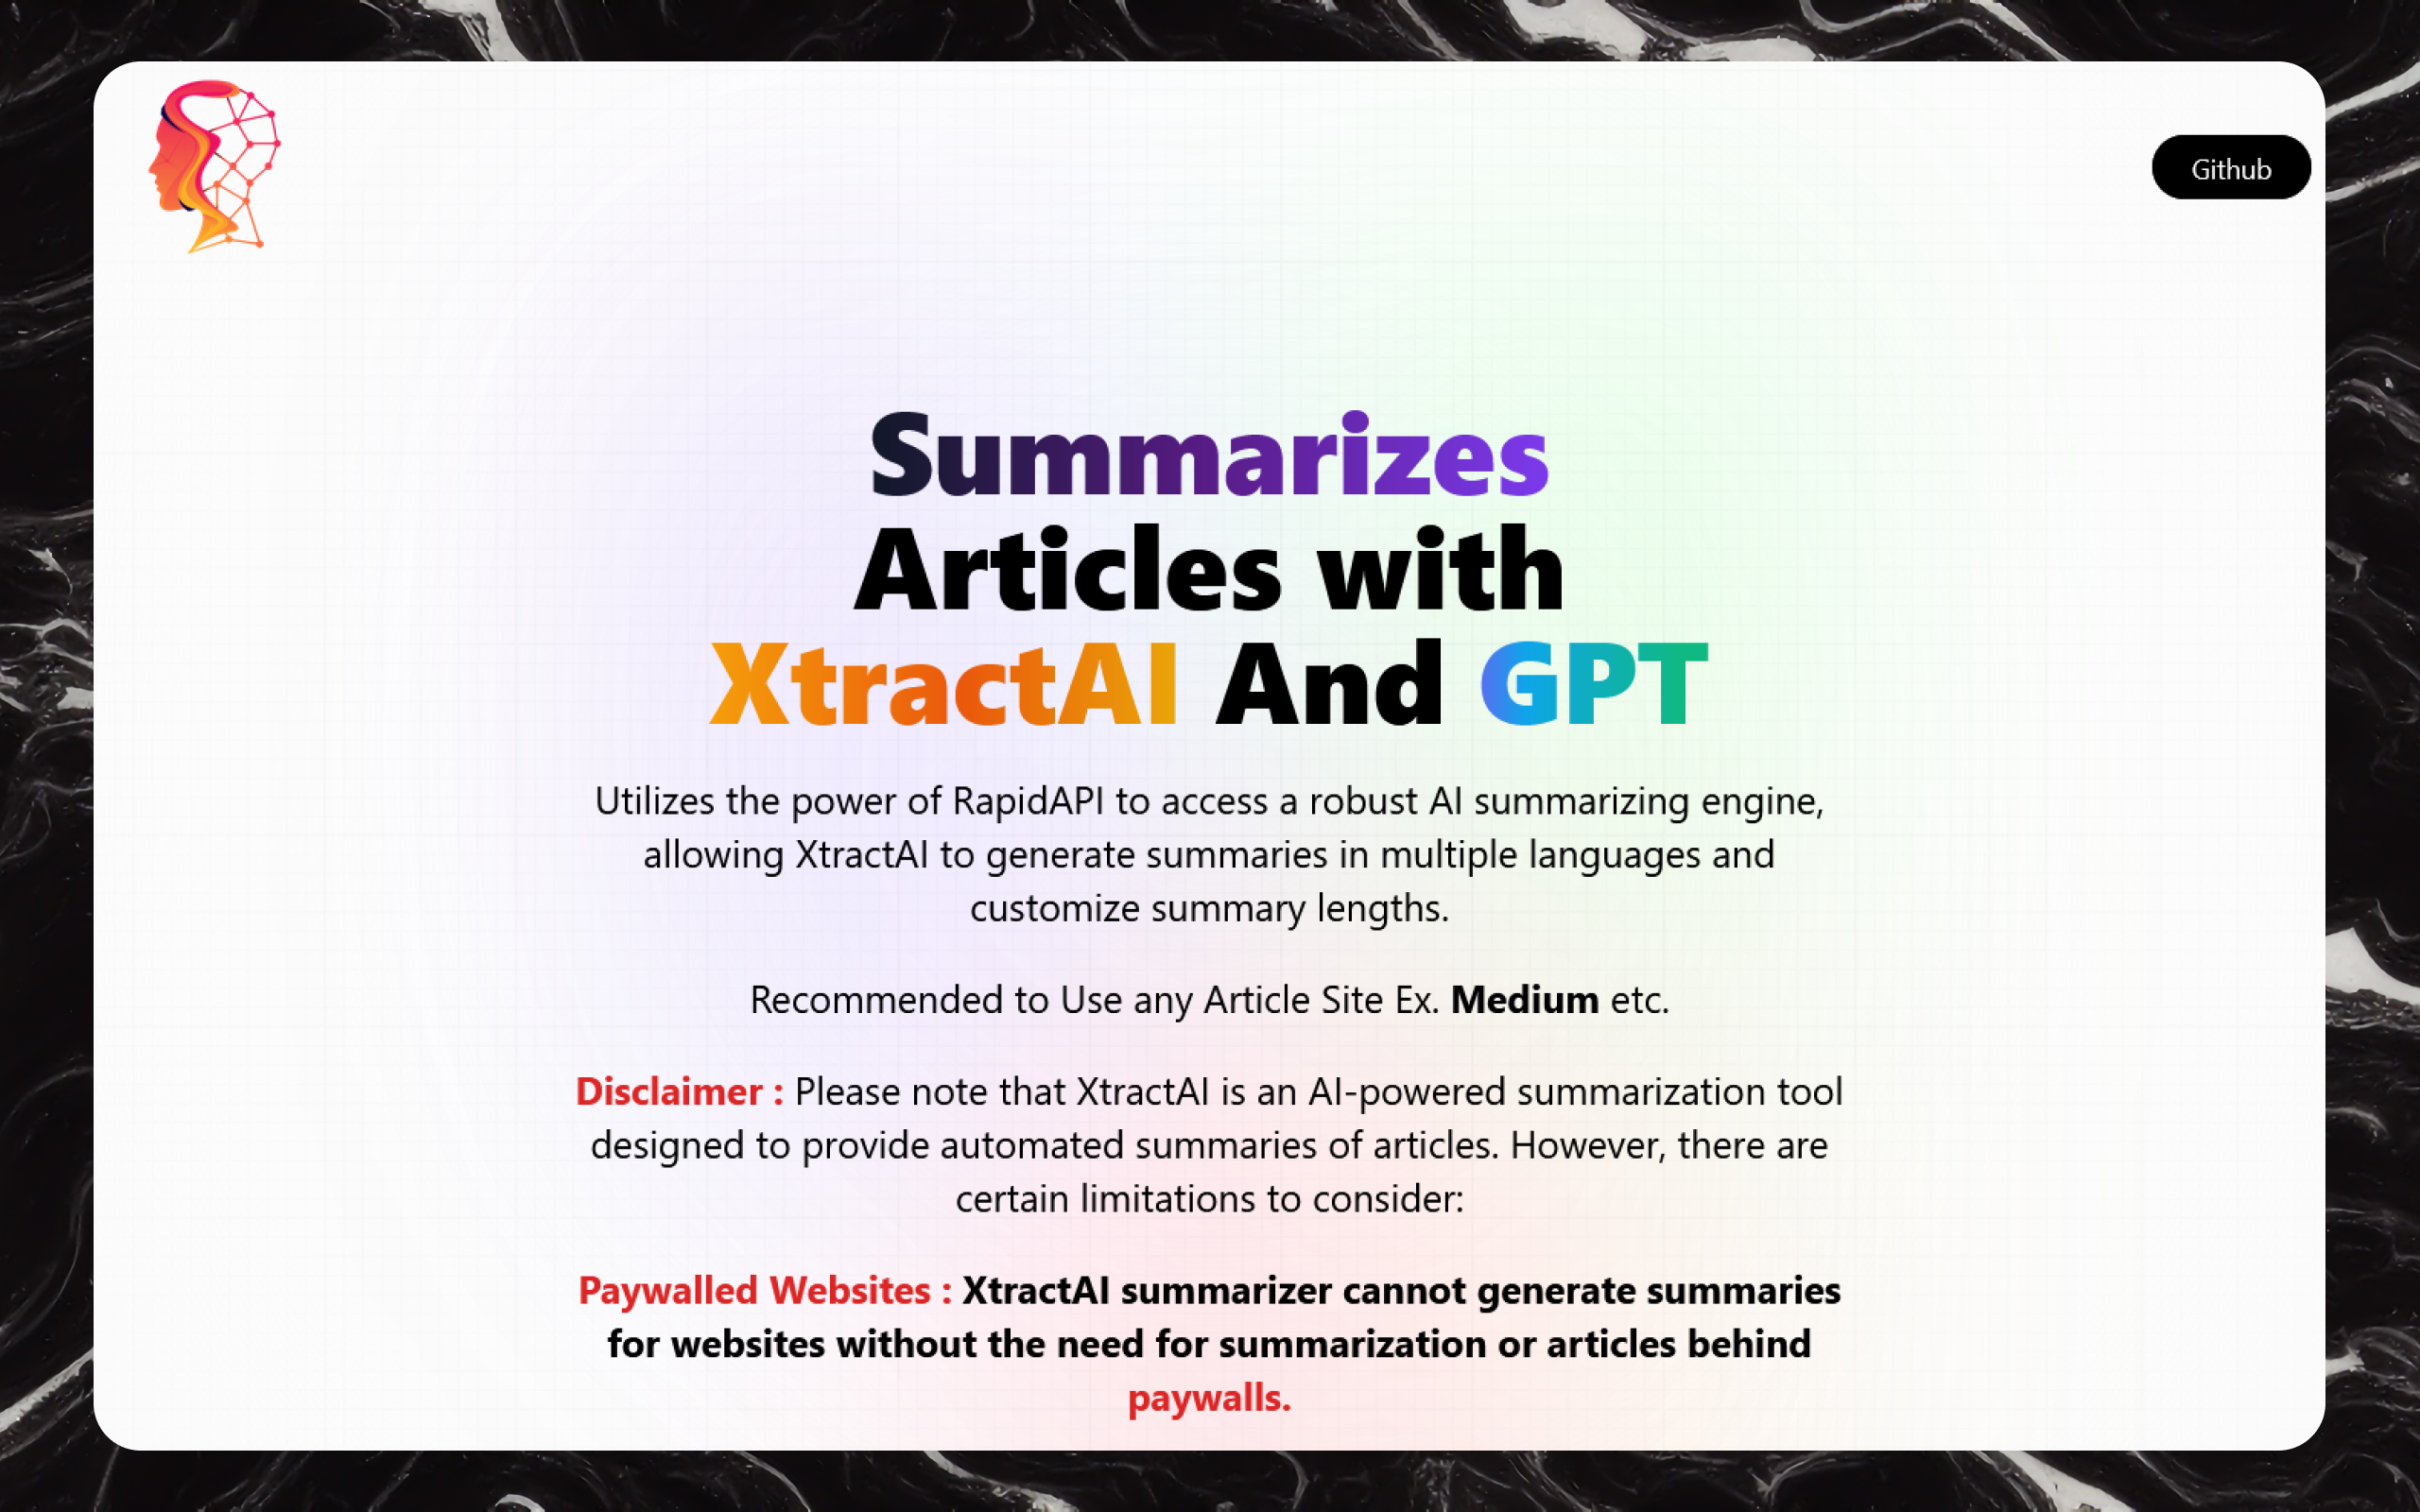 Github
Summarizes
Articles with
XtractAI And GPT
Utilizes the power of RapidAPI to access a robust AI summarizing engine,
allowing XtractAI to generate summaries in multiple languages and
customize summary lengths.
Recommended to Use any Article Site Ex. Medium etc.
Disclaimer : Please note that XtractAI is an AI-powered summarization tool
designed to provide automated summaries of articles. However, there are
certain limitations to consider:
Paywalled Websites : XtractAI summarizer cannot generate summaries
for websites without the need for summarization or articles behind
paywalls.